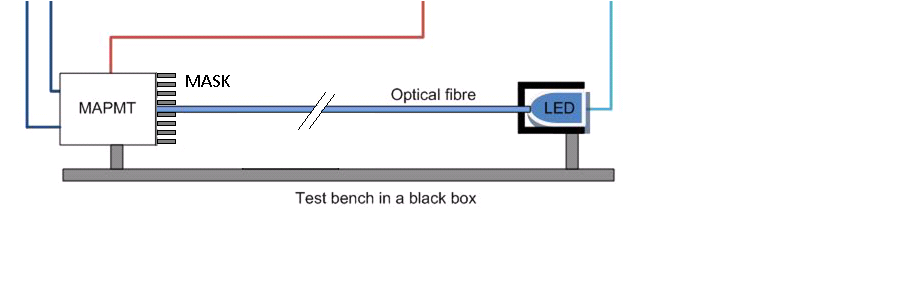 MASK
Optical fibre
MAPMT
LED
Test bench in a black box